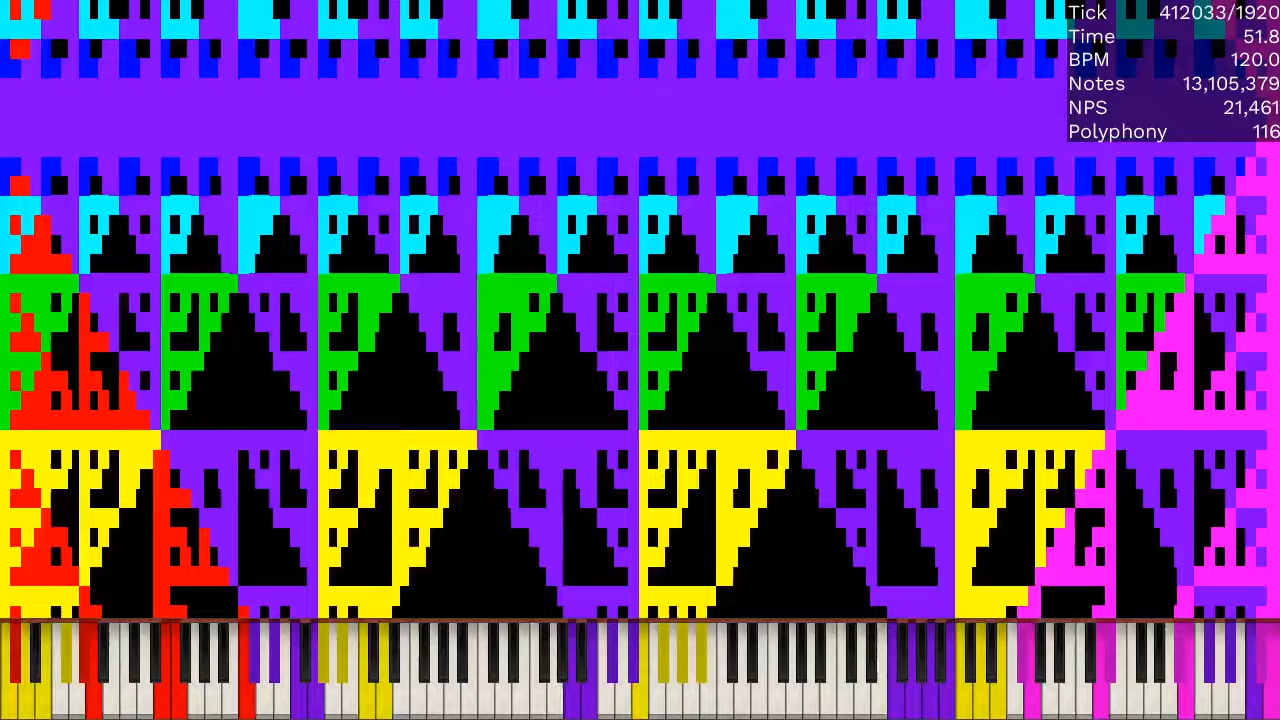 Tick 412033/1920
Time 51.8
BPM 120.0
Notes 13,105,379
NPS 21,461
Polyphony 116